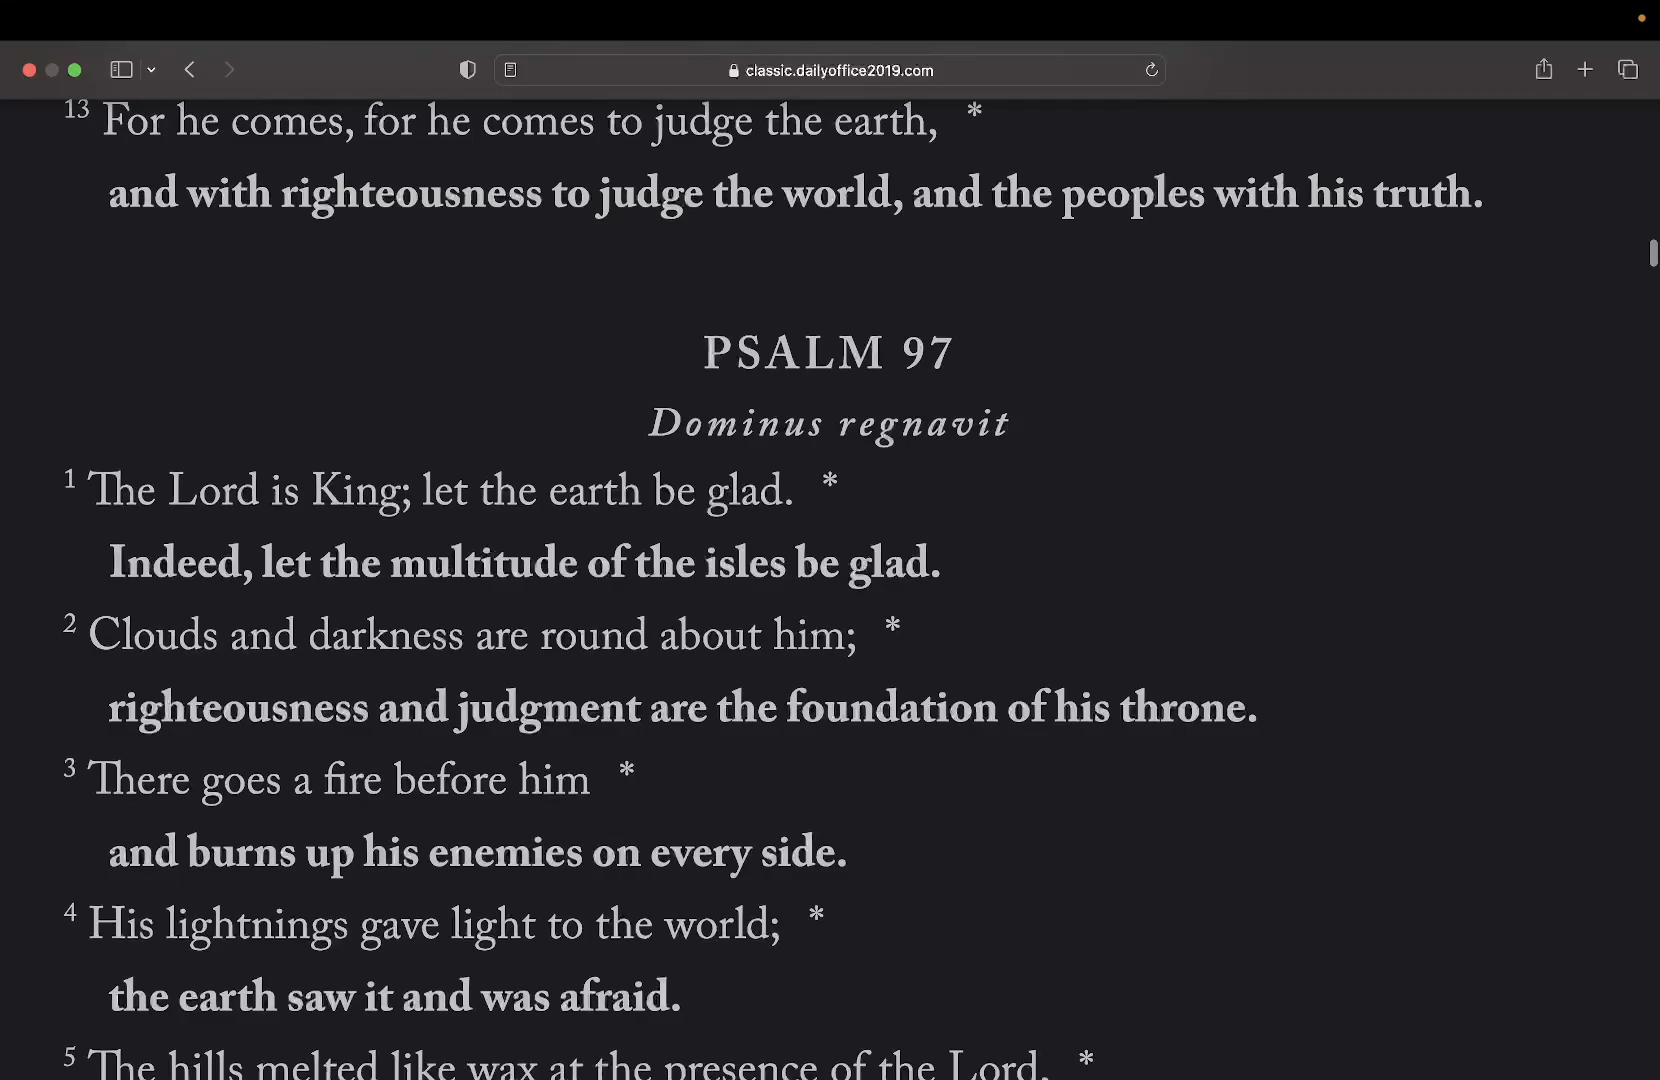 classic.dailyoffice2019.com
13 For he comes, for he comes to judge the earth, *
and with righteousness to judge the world, and the peoples with his truth.
PSALM 97
Dominus regnavit
1 The Lord is King; let the earth be glad. *
Indeed, let the multitude of the isles be glad.
2 Clouds and darkness are round about him; *
righteousness and judgment are the foundation of his throne.
3 There goes a fire before him *
and burns up his enemies on every side.
4 His lightnings gave light to the world; *
the earth saw it and was afraid.
5 The hills melted like wax at the presence of the Lord, *